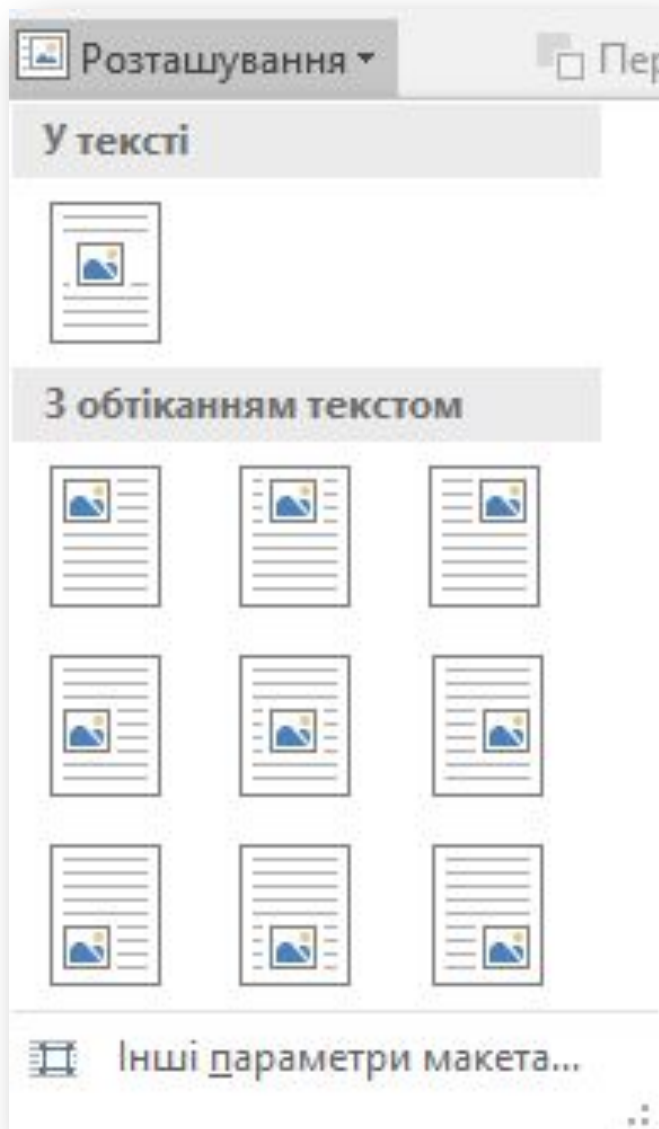 Розташування
У тексті
З обтіканням текстом
Інші параметри макета...